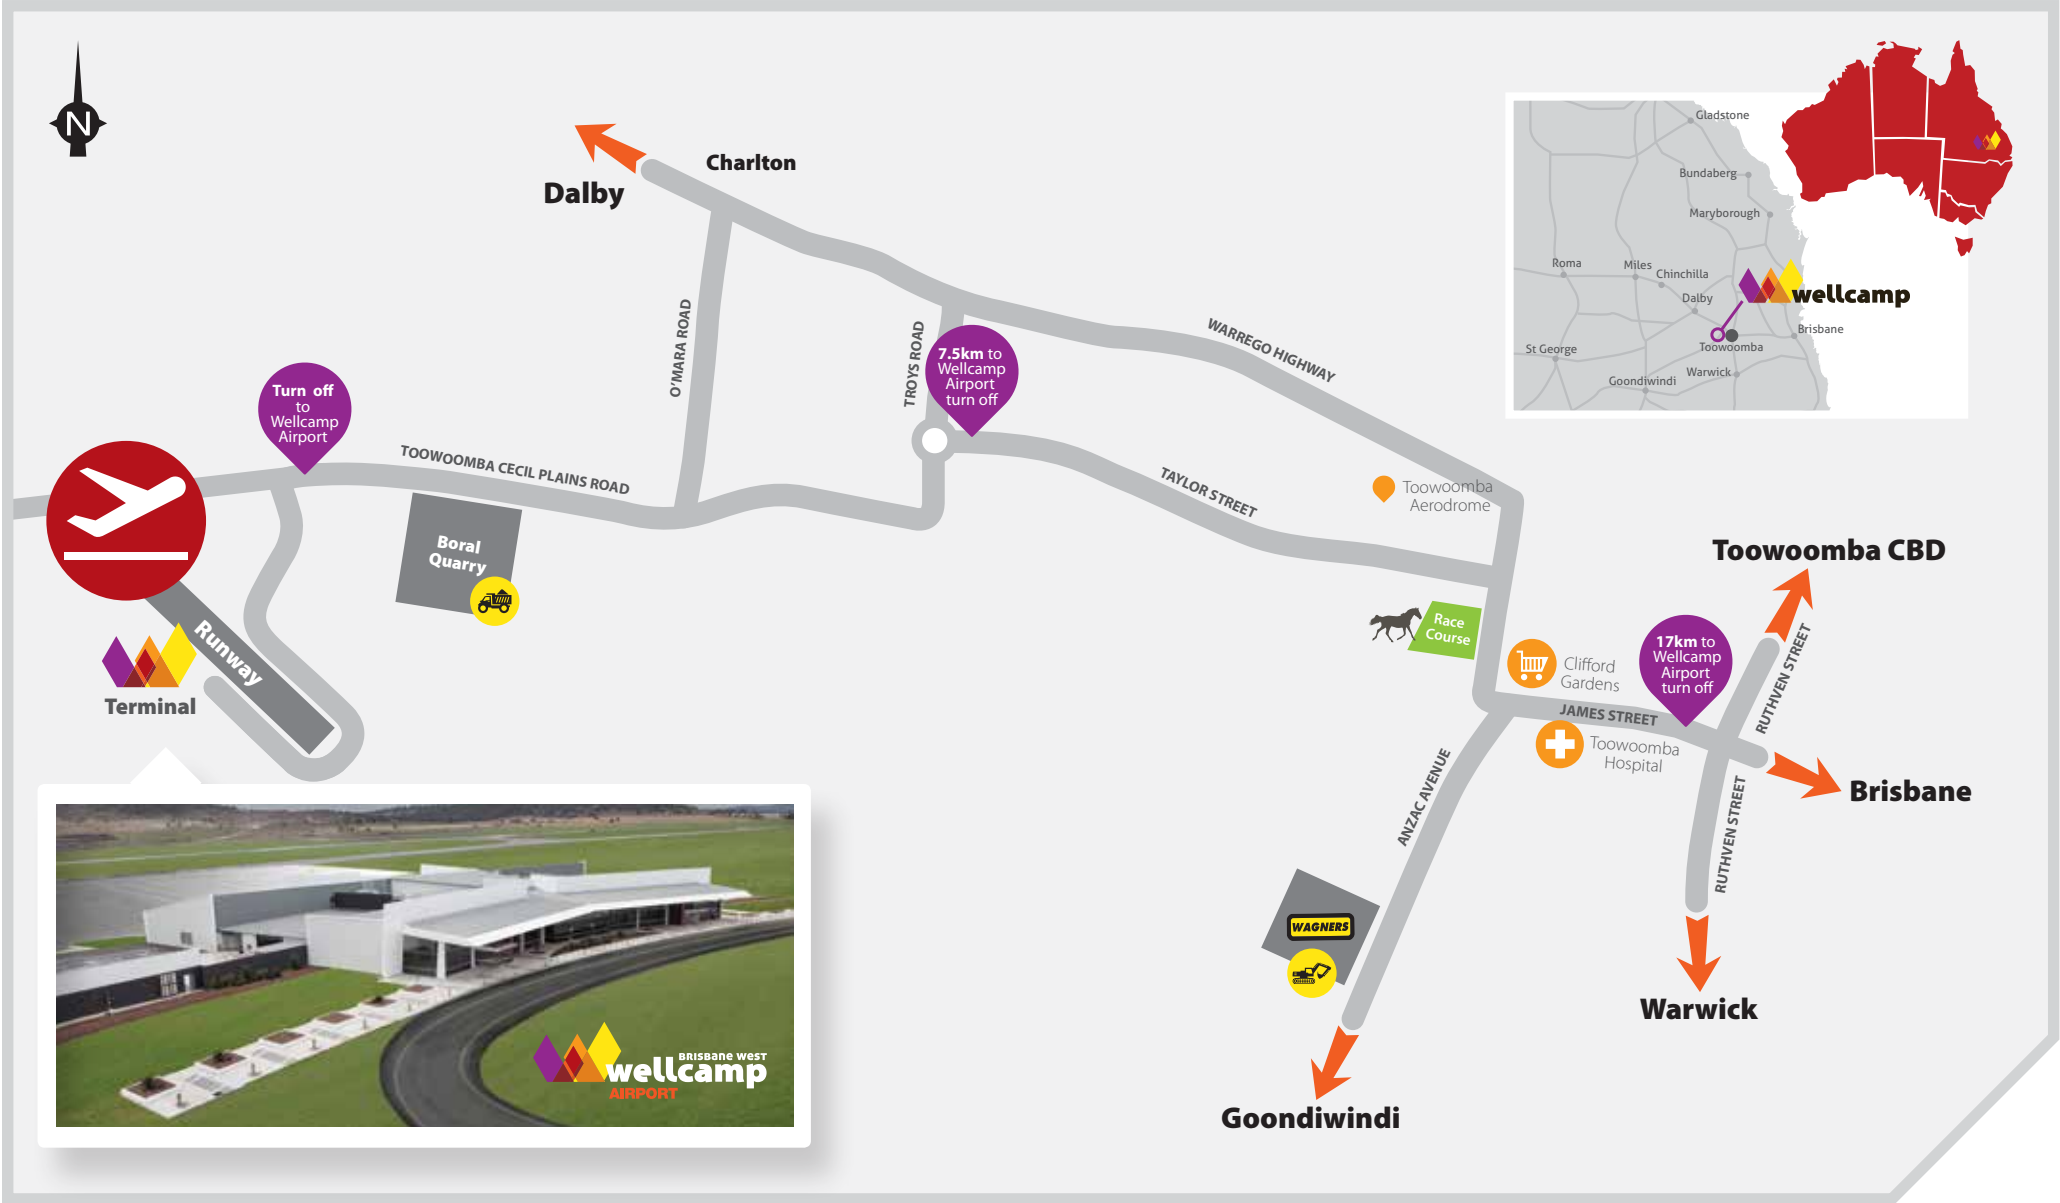 N
Charlton
Dalby
Gladstone
Bundaberg
Maryborough
Roma
Miles
Chinchilla
Dalby
wellcamp
Brisbane
Toowoomba
St George
Warwick
Goondiwindi
O'MARA ROAD
TROYS ROAD
7.5km to
Wellcamp
Airport
turn off
WARREGO HIGHWAY
Turn off
to
Wellcamp
Airport
TOOWOOMBA CECIL PLAINS ROAD
TAYLOR STREET
Toowoomba
Aerodrome
Boral
Quarry
Toowoomba CBD
Race
Course
Runway
Terminal
Clifford
Gardens
17km to
Wellcamp
Airport
turn off
RUTHVEN STREET
JAMES STREET
Toowoomba
Hospital
Brisbane
ANZAC AVENUE
RUTHVEN STREET
WAGNERS
Warwick
BRISBANE WEST
wellcamp
AIRPORT
Goondiwindi